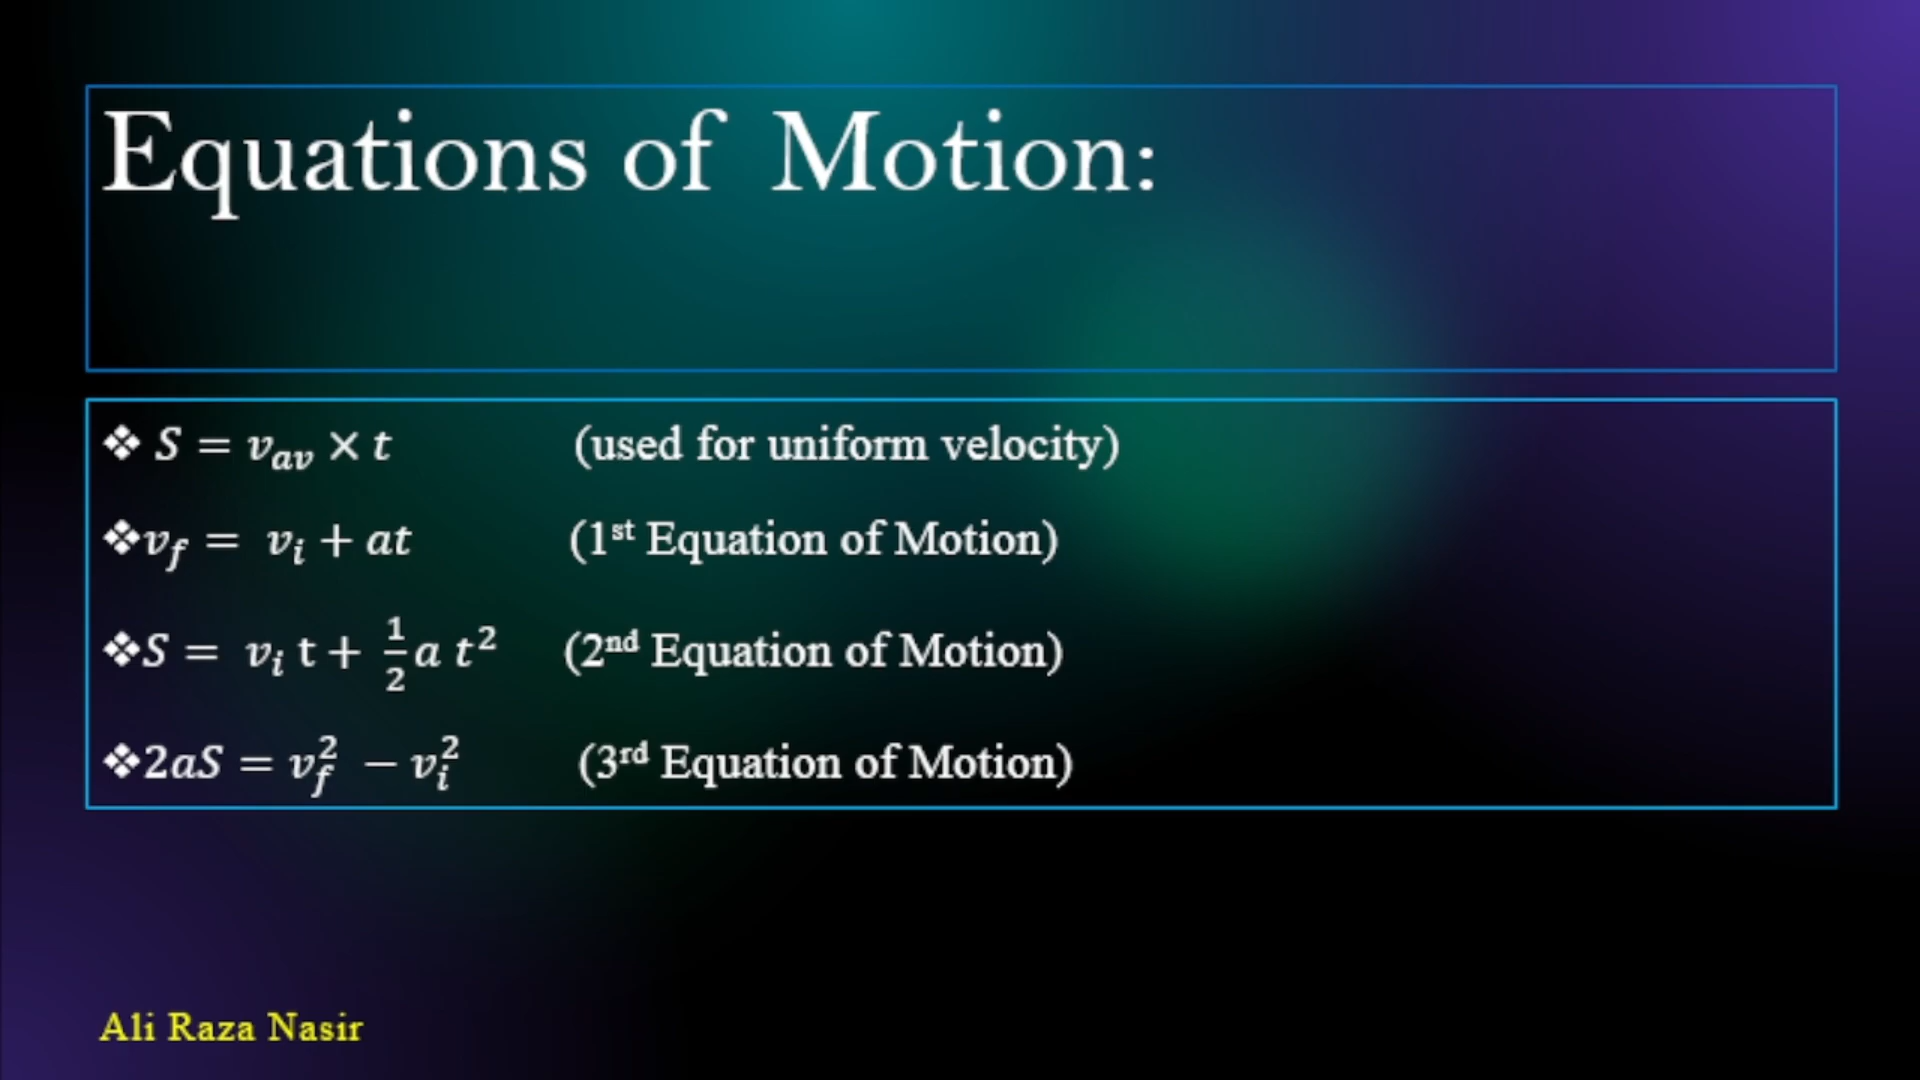 Equations of Motion:
❖ S = v_av × t (used for uniform velocity)
❖ v_f = v_i + at (1st Equation of Motion)
❖ S = v_i t + 1/2 a t² (2nd Equation of Motion)
❖ 2aS = v_f² − v_i² (3rd Equation of Motion)
Ali Raza Nasir